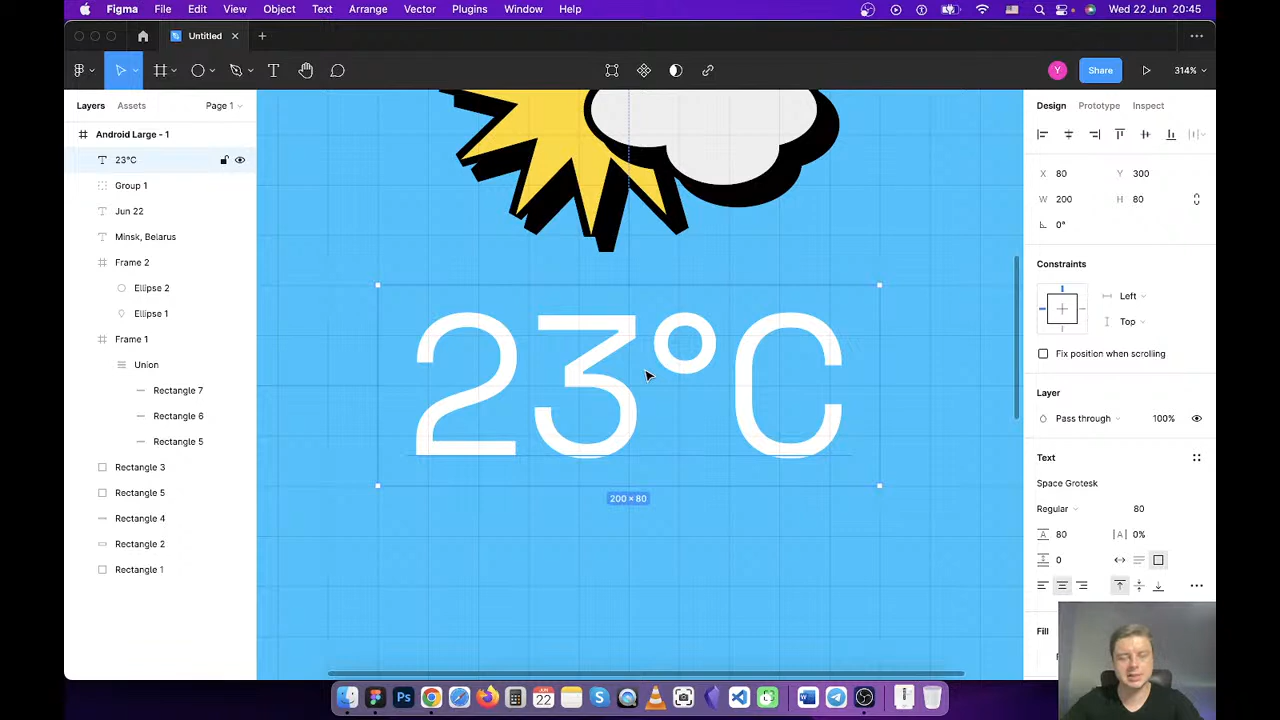 Figma File Edit View Object Text Arrange Vector Plugins Window Help Wed 22 Jun 20:45
Untitled
Y Share 314%
Layers Assets Page 1 Design Prototype Inspect
Android Large - 1
23°C
Group 1
Jun 22
Minsk, Belarus
Frame 2
Ellipse 2
Ellipse 1
Frame 1
Union
Rectangle 7
Rectangle 6
Rectangle 5
Rectangle 3
Rectangle 5
Rectangle 4
Rectangle 2
Rectangle 1
23°C
200 × 80
X 80 Y 300
W 200 H 80
0°
Constraints
Left
Top
Fix position when scrolling
Layer
Pass through 100%
Text
Space Grotesk
Regular 80
80 |A| 0%
0
Fill